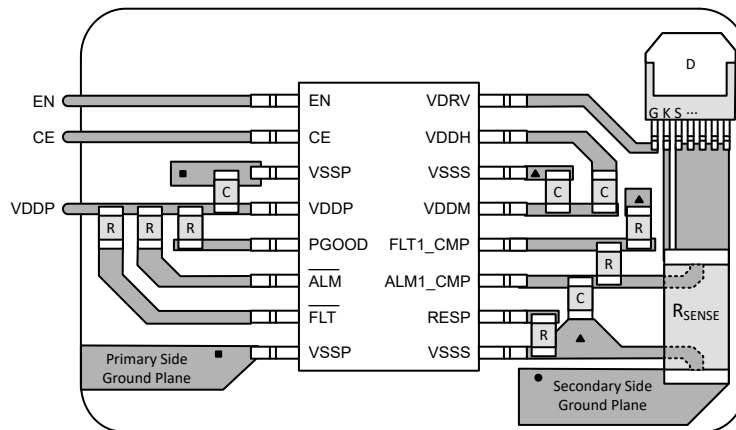 D
G K S ...
EN
EN
VDRV
CE
CE
VDDH
VSSP
VSSS
C
C
C
VDDP
VDDP
VDDM
R
R
R
PGOOD
FLT1_CMP
R
ALM
ALM1_CMP
R
C
FLT
RESP
R
RSENSE
VSSP
VSSS
Primary Side
Ground Plane
Secondary Side
Ground Plane